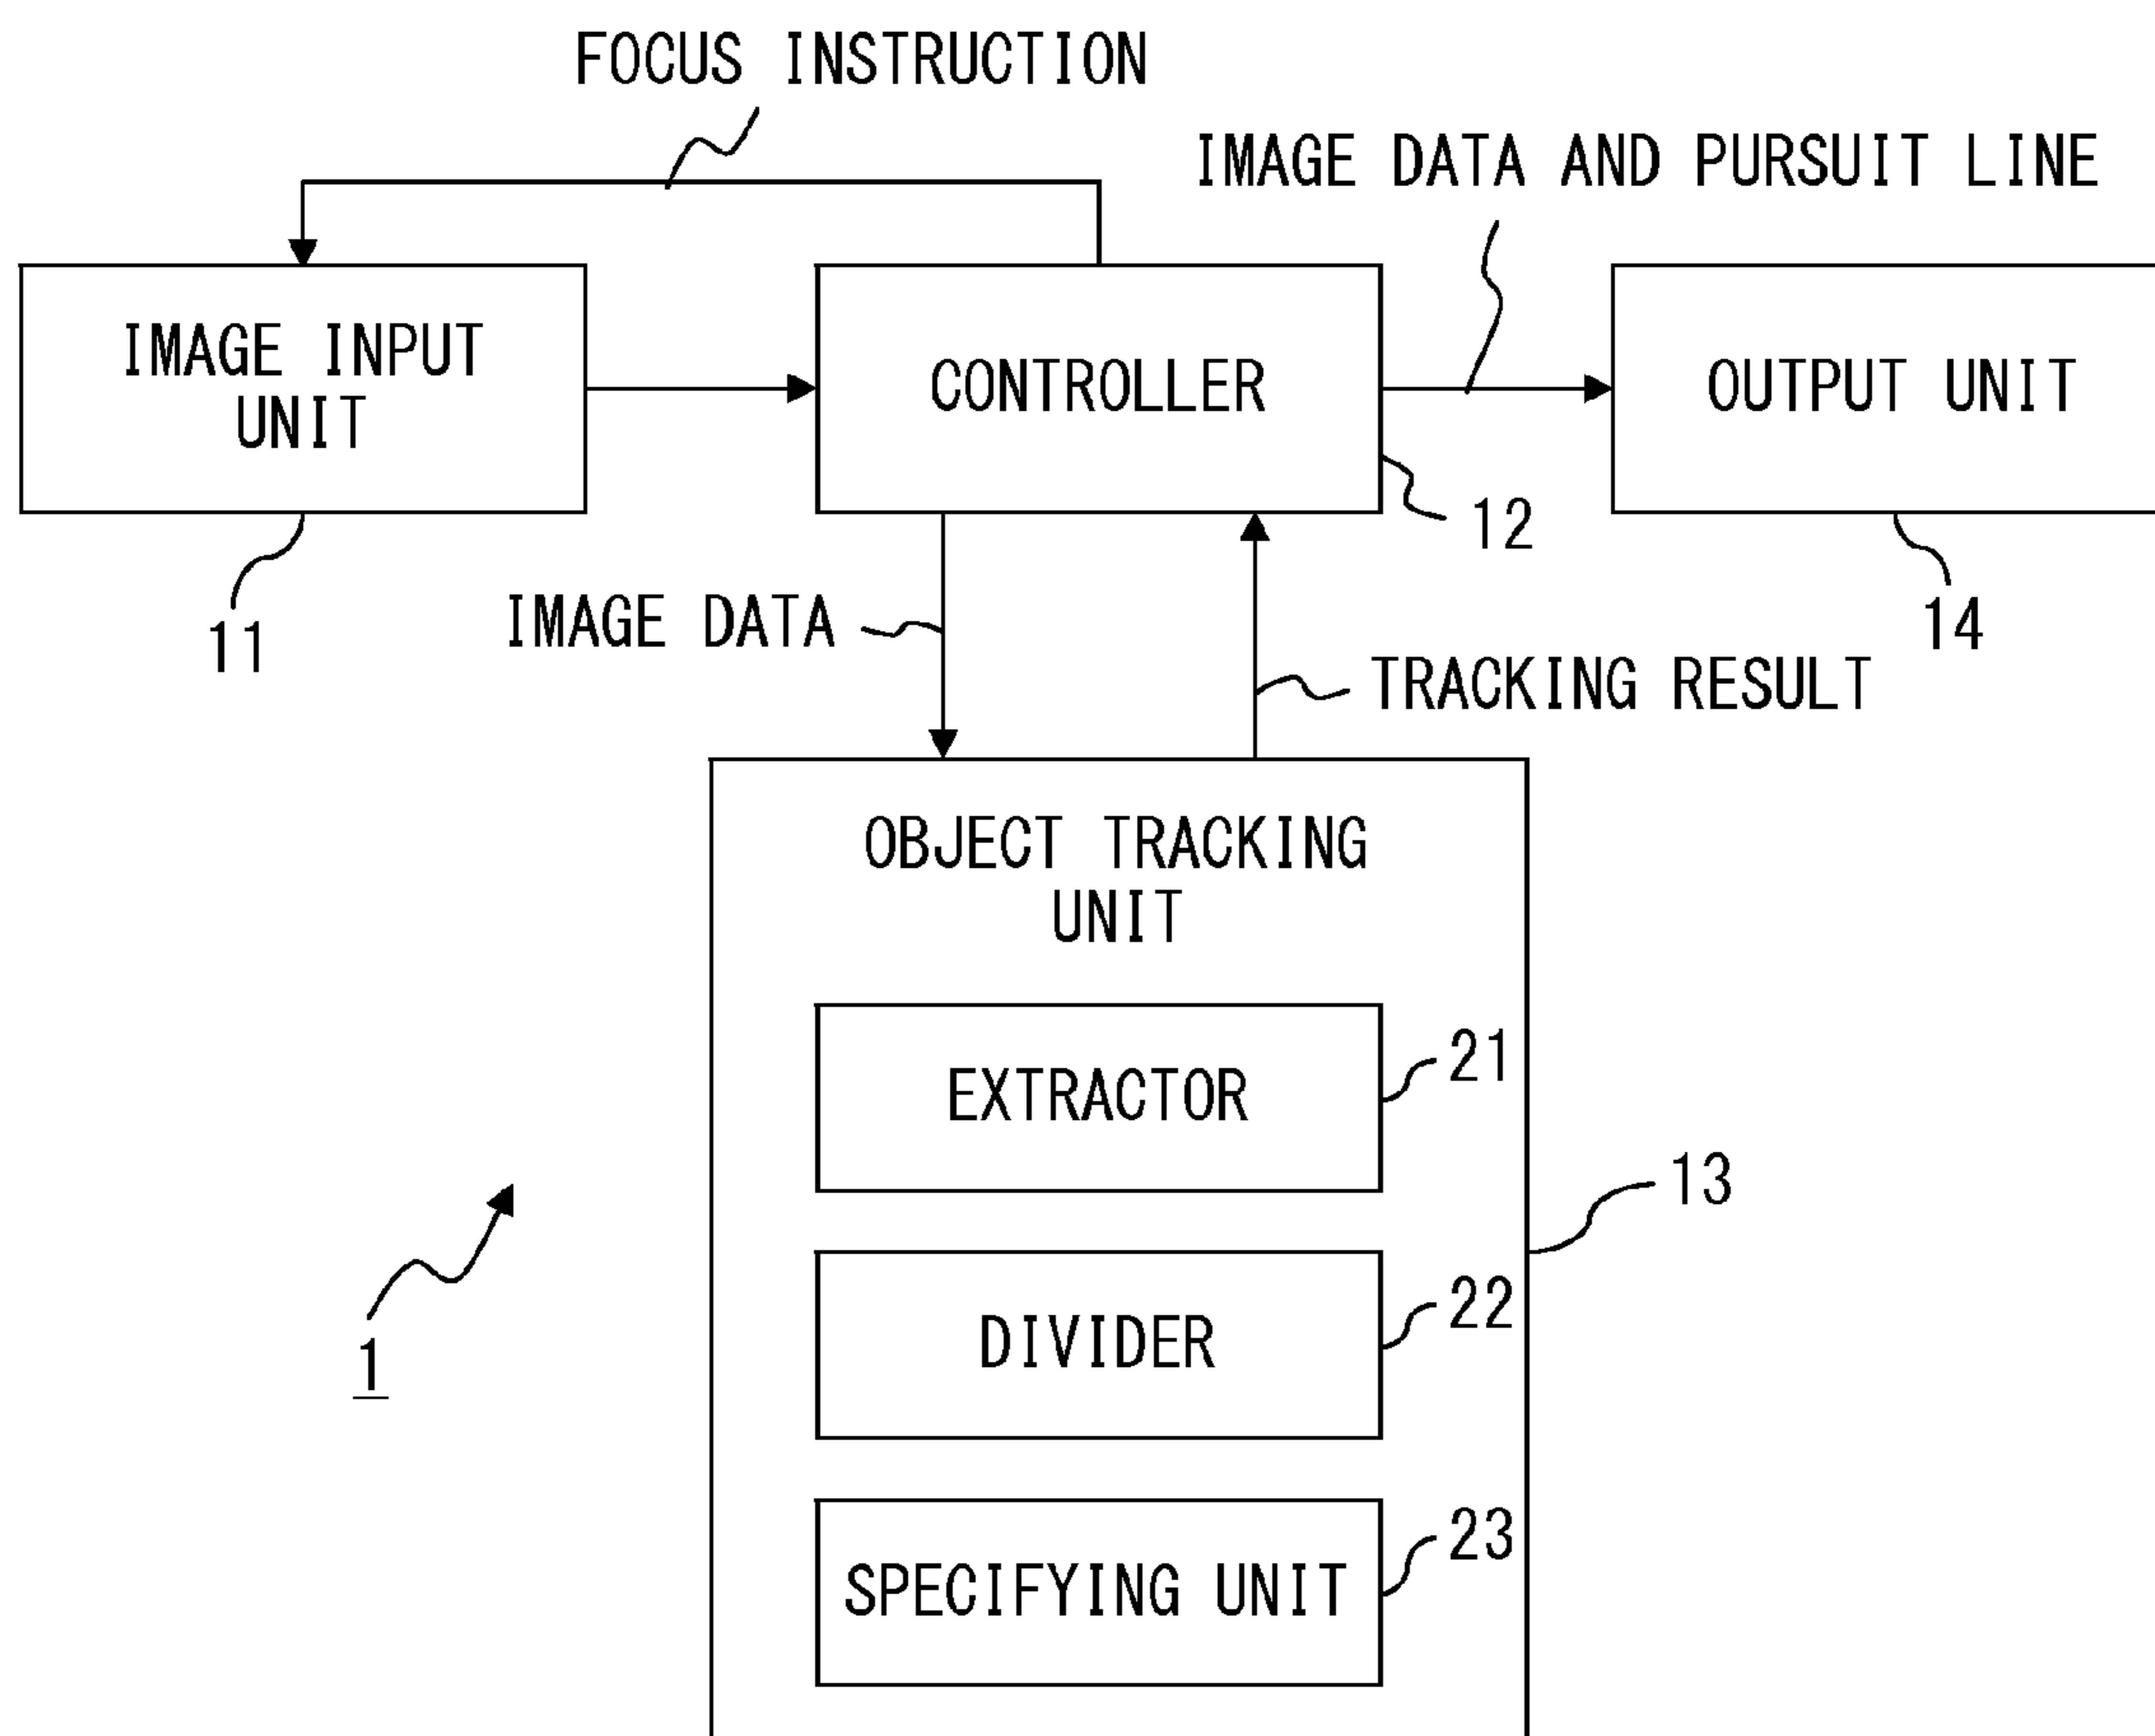 FOCUS INSTRUCTION
IMAGE DATA AND PURSUIT LINE
IMAGE INPUT
UNIT
CONTROLLER
OUTPUT UNIT
11
12
14
IMAGE DATA
TRACKING RESULT
OBJECT TRACKING
UNIT
EXTRACTOR
21
13
DIVIDER
22
1
SPECIFYING UNIT
23